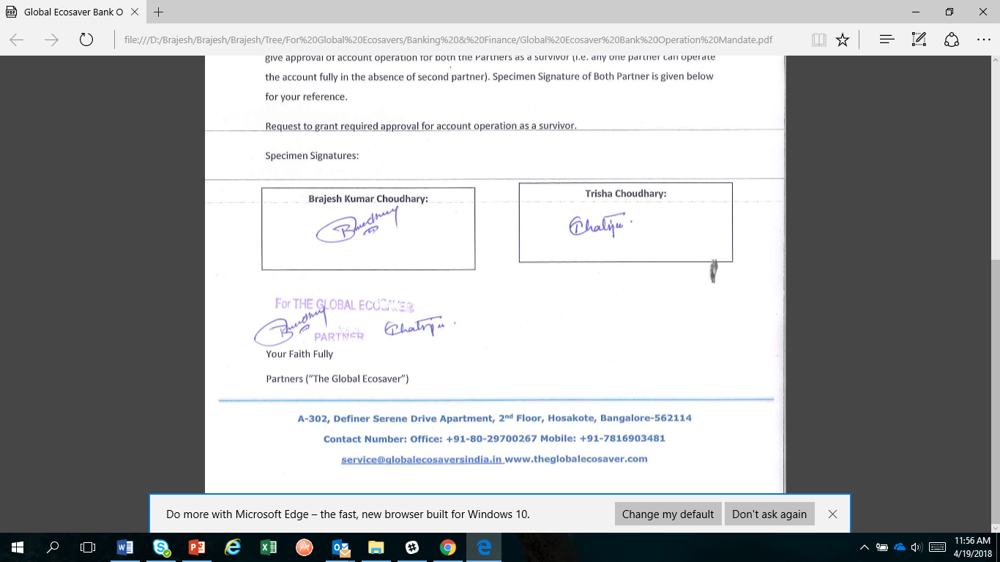 Global Ecosaver Bank O
file:///D:/Brajesh/Brajesh/Brajesh/Tree/For%20Global%20Ecosavers/Banking%20&%20Finance/Global%20Ecosaver%20Bank%20Operation%20Mandate.pdf
give approval of account operation for both the Partners as a survivor (i.e. any one partner can operate
the account fully in the absence of second partner). Specimen Signature of Both Partner is given below
for your reference.
Request to grant required approval for account operation as a survivor.
Specimen Signatures:
Brajesh Kumar Choudhary:
Trisha Choudhary:
For THE GLOBAL ECOSAVER
PARTNER
Your Faith Fully
Partners (“The Global Ecosaver”)
A-302, Definer Serene Drive Apartment, 2nd Floor, Hosakote, Bangalore-562114
Contact Number: Office: +91-80-29700267 Mobile: +91-7816903481
service@globalecosaversindia.in www.theglobalecosaver.com
Do more with Microsoft Edge – the fast, new browser built for Windows 10.
Change my default
Don't ask again
11:56 AM
4/19/2018